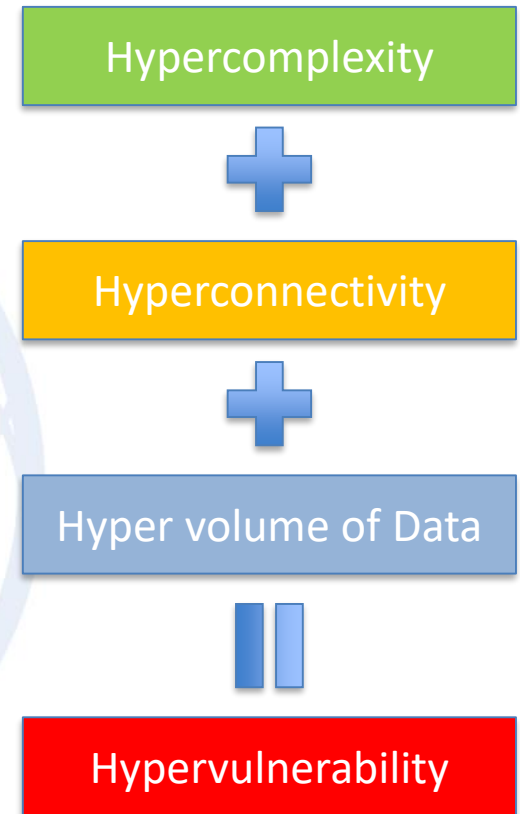 Hypercomplexity
Hyperconnectivity
Hyper volume of Data
Hypervulnerability